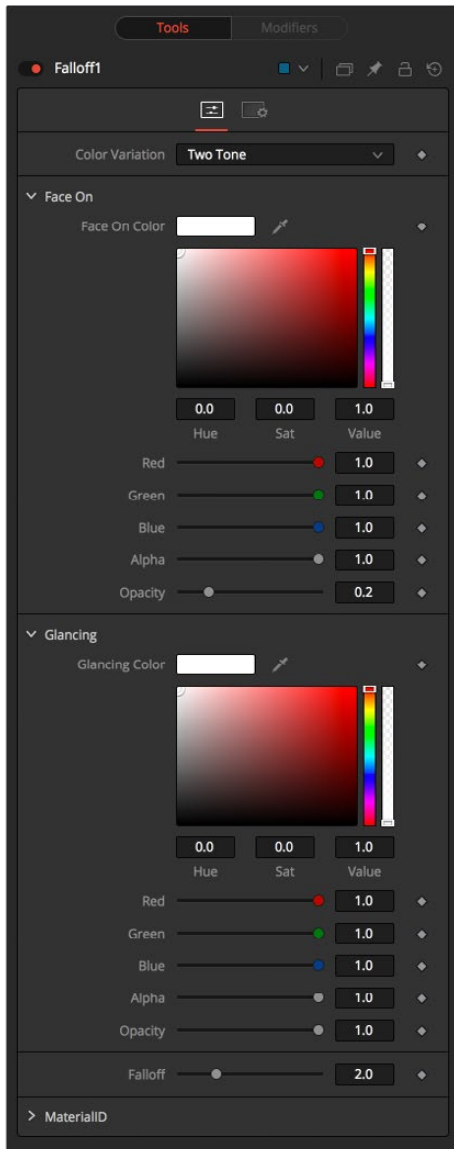 Tools Modifiers
Falloff1
Color Variation Two Tone
Face On
Face On Color
0.0 0.0 1.0
Hue Sat Value
Red 1.0
Green 1.0
Blue 1.0
Alpha 1.0
Opacity 0.2
Glancing
Glancing Color
0.0 0.0 1.0
Hue Sat Value
Red 1.0
Green 1.0
Blue 1.0
Alpha 1.0
Opacity 1.0
Falloff 2.0
MaterialID